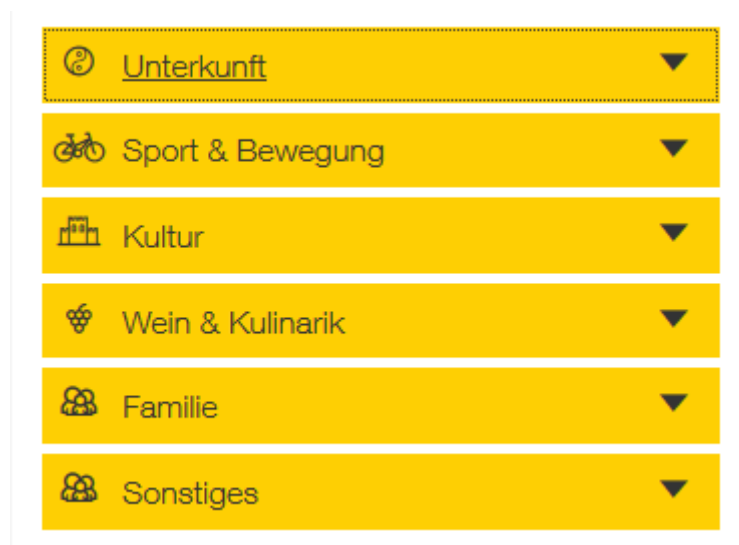 Unterkunft
Sport & Bewegung
Kultur
Wein & Kulinarik
Familie
Sonstiges